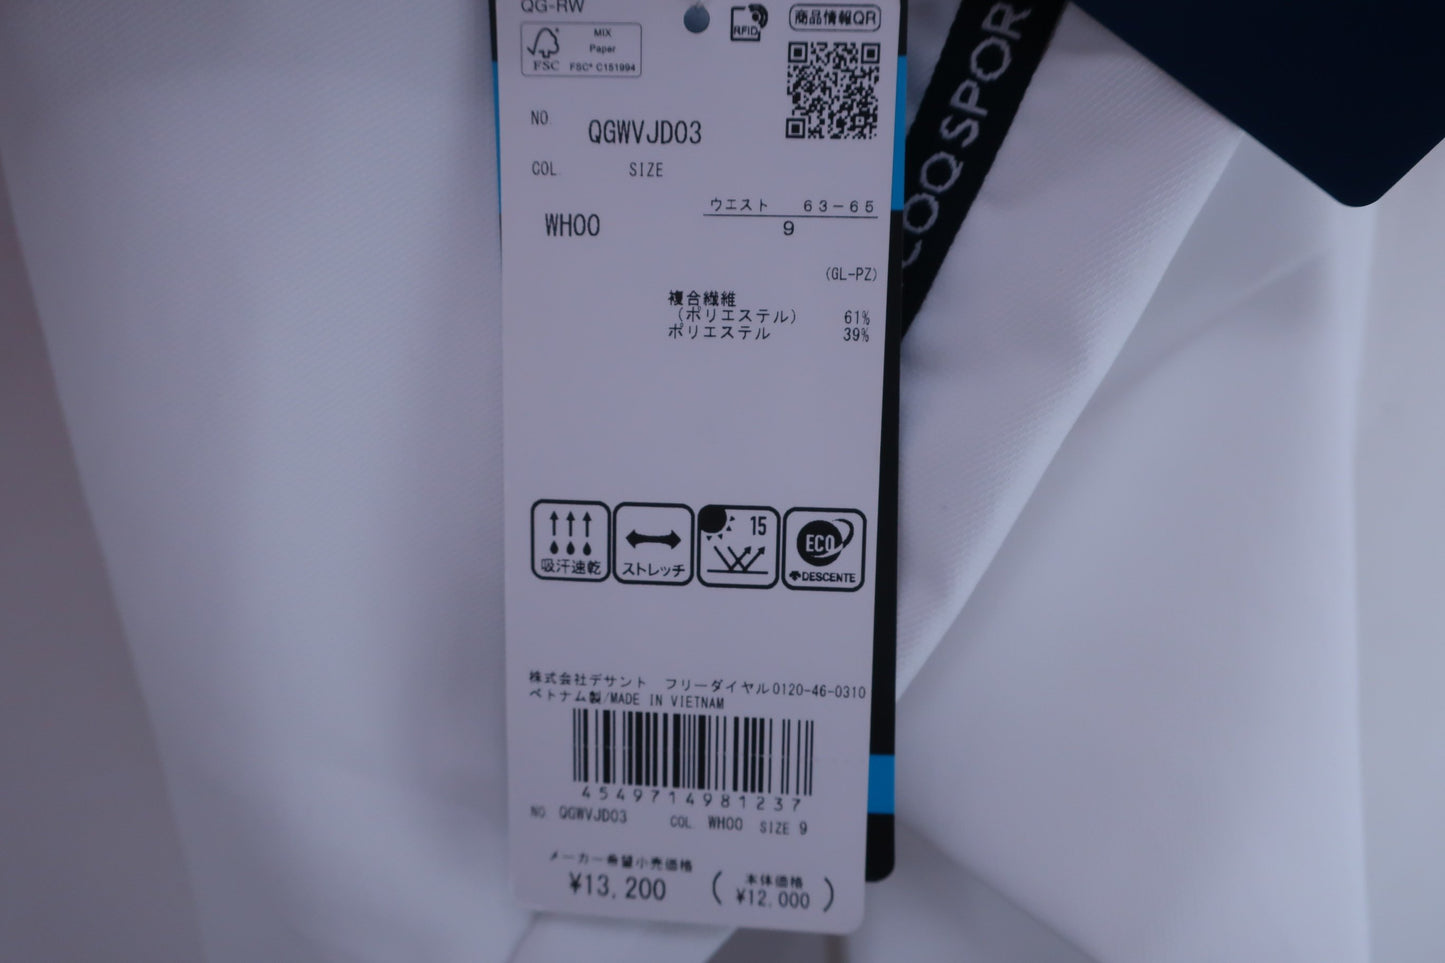 QG-RW
RFID
商品情報QR
FSC
MIX
Paper
FSC® C151994
NO
QGWVJD03
COL.
SIZE
ウエスト 63-65
WH00
9
(GL-PZ)
複合繊維
(ポリエステル) 61%
ポリエステル 39%
吸汗速乾
ストレッチ
15
ECO
DESCENTE
株式会社デサント フリーダイヤル0120-46-0310
ベトナム製/MADE IN VIETNAM
4549714981237
NO. QGWVJD03 COL. WH00 SIZE 9
メーカー希望小売価格
¥13,200
(本体価格
¥12,000)
COQ SPOR